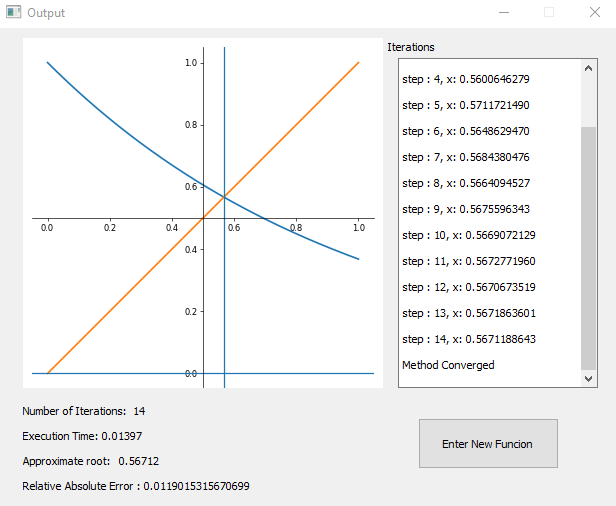 Output
Iterations
1.0
0.8
0.6
0.4
0.2
0.0
0.0 0.2 0.4 0.6 0.8 1.0
step : 4, x: 0.5600646279
step : 5, x: 0.5711721490
step : 6, x: 0.5648629470
step : 7, x: 0.5684380476
step : 8, x: 0.5664094527
step : 9, x: 0.5675596343
step : 10, x: 0.5669072129
step : 11, x: 0.5672771960
step : 12, x: 0.5670673519
step : 13, x: 0.5671863601
step : 14, x: 0.5671188643
Method Converged
Number of Iterations: 14
Execution Time: 0.01397
Approximate root: 0.56712
Relative Absolute Error : 0.0119015315670699
Enter New Funcion